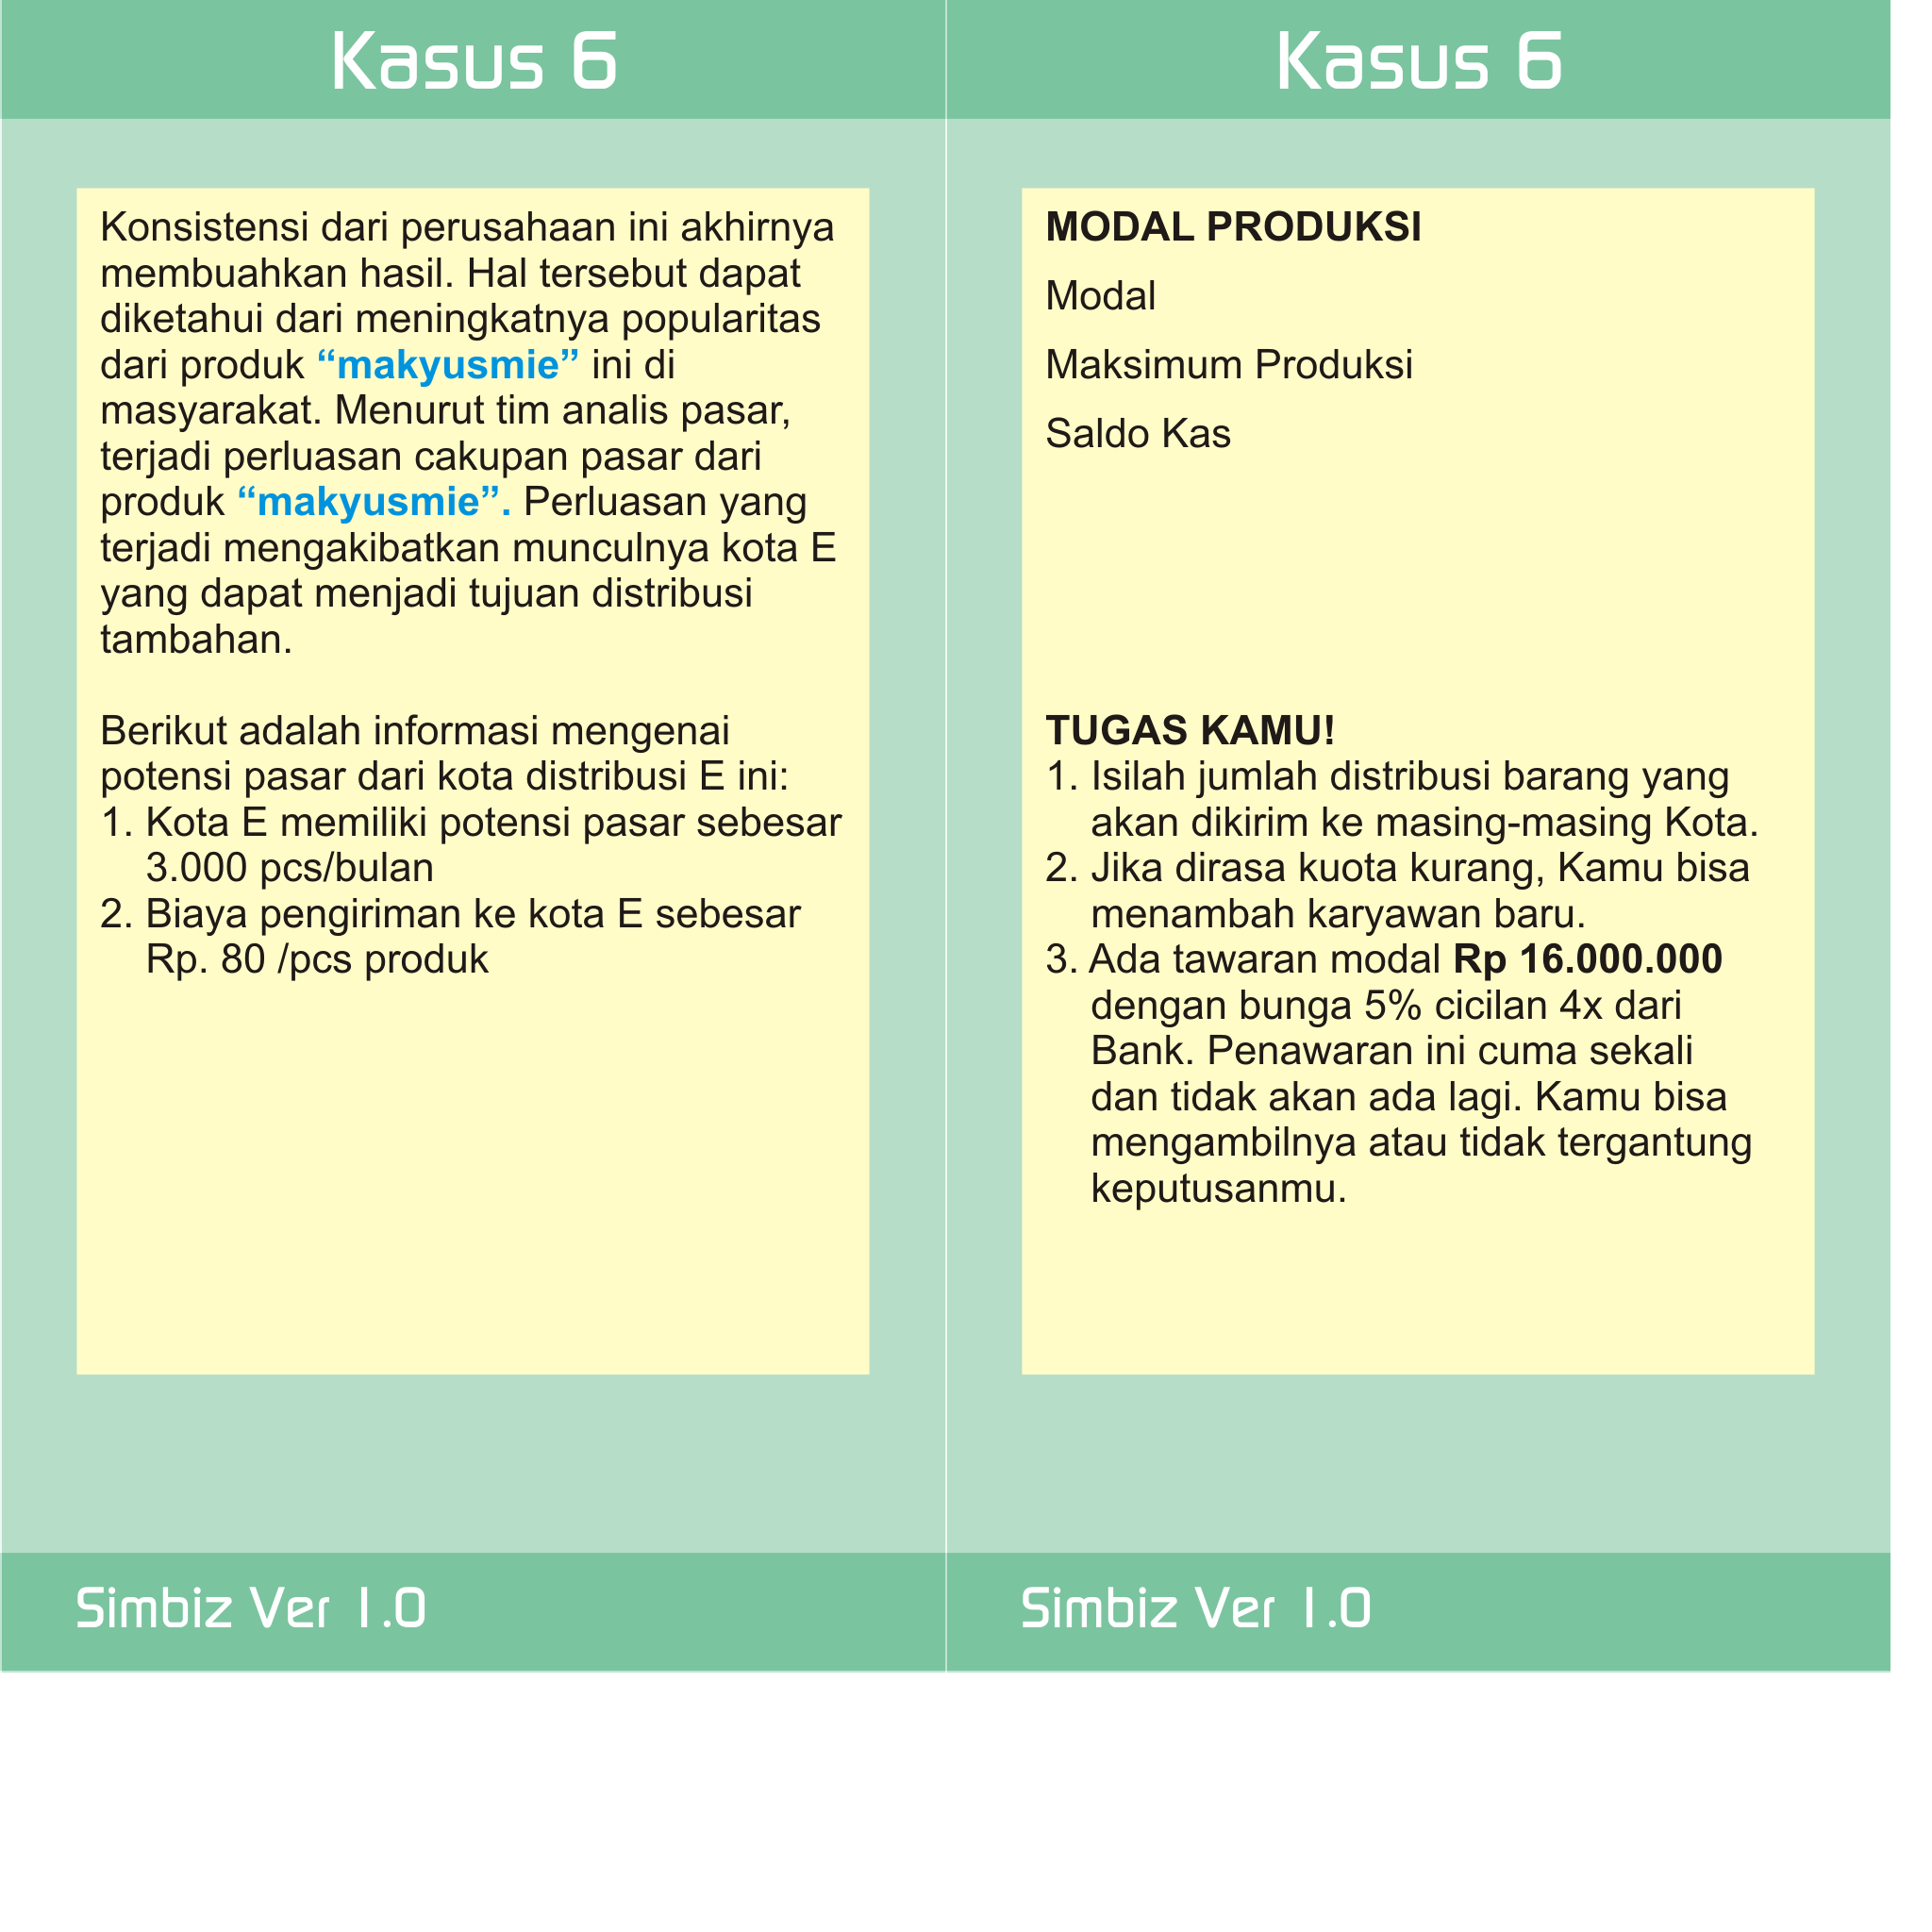 Kasus 6
Konsistensi dari perusahaan ini akhirnya
membuahkan hasil. Hal tersebut dapat
diketahui dari meningkatnya popularitas
dari produk “makyusmie” ini di
masyarakat. Menurut tim analis pasar,
terjadi perluasan cakupan pasar dari
produk “makyusmie”. Perluasan yang
terjadi mengakibatkan munculnya kota E
yang dapat menjadi tujuan distribusi
tambahan.
Berikut adalah informasi mengenai
potensi pasar dari kota distribusi E ini:
1. Kota E memiliki potensi pasar sebesar
3.000 pcs/bulan
2. Biaya pengiriman ke kota E sebesar
Rp. 80 /pcs produk
Simbiz Ver 1.0
Kasus 6
MODAL PRODUKSI
Modal
Maksimum Produksi
Saldo Kas
TUGAS KAMU!
1. Isilah jumlah distribusi barang yang
akan dikirim ke masing-masing Kota.
2. Jika dirasa kuota kurang, Kamu bisa
menambah karyawan baru.
3. Ada tawaran modal Rp 16.000.000
dengan bunga 5% cicilan 4x dari
Bank. Penawaran ini cuma sekali
dan tidak akan ada lagi. Kamu bisa
mengambilnya atau tidak tergantung
keputusanmu.
Simbiz Ver 1.0